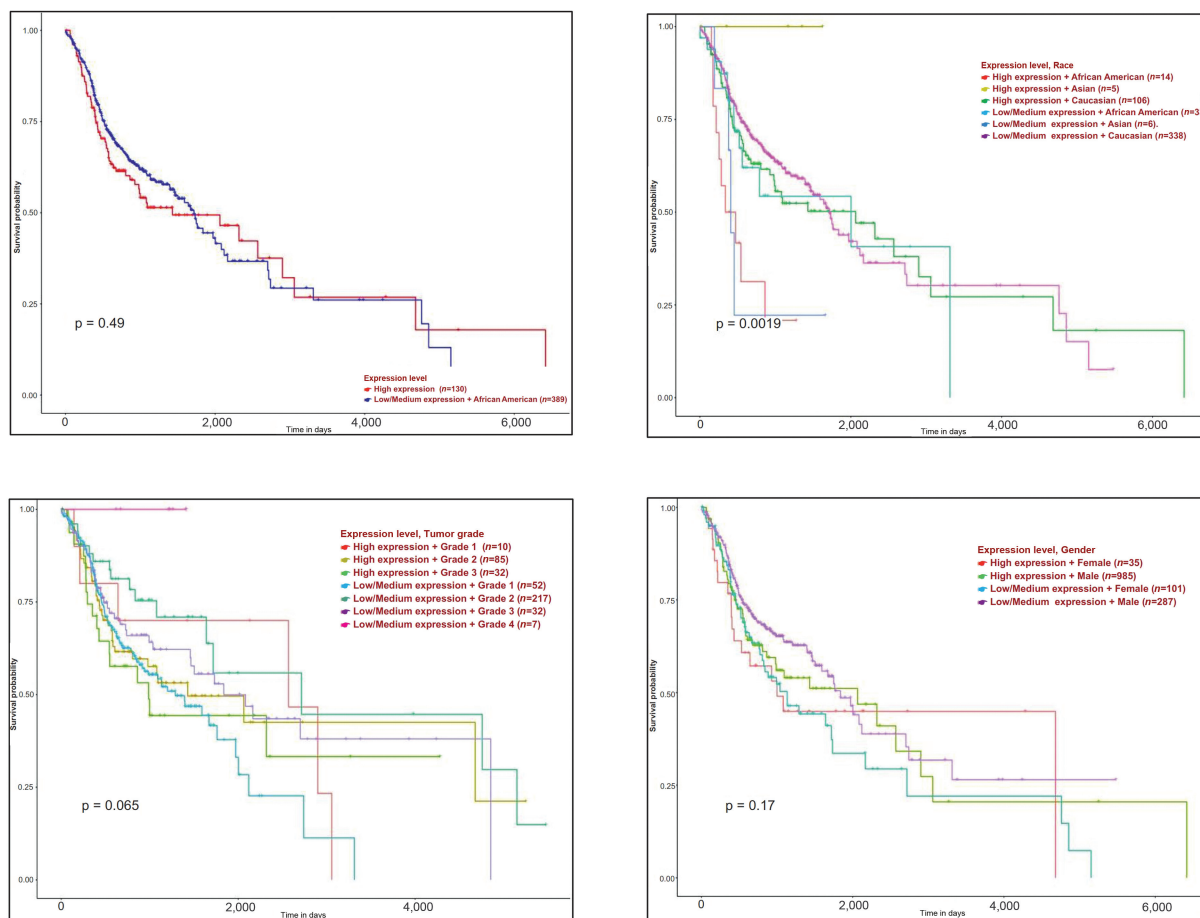 1.00
0.75
0.50
0.25
0.00
Survival probability
p = 0.49
Expression level
High expression (n=130)
Low/Medium expression + African American (n=389)
0
2,000
4,000
6,000
Time in days
1.00
0.75
0.50
0.25
0.00
Survival probability
Expression level, Race
High expression + African American (n=14)
High expression + Asian (n=5)
High expression + Caucasian (n=106)
Low/Medium expression + African American (n=3
Low/Medium expression + Asian (n=6).
Low/Medium expression + Caucasian (n=338)
p = 0.0019
0
2,000
4,000
6,000
Time in days
1.00
0.75
0.50
0.25
0.00
Survival probability
Expression level, Tumor grade
High expression + Grade 1 (n=10)
High expression + Grade 2 (n=85)
High expression + Grade 3 (n=32)
Low/Medium expression + Grade 1 (n=52)
Low/Medium expression + Grade 2 (n=217)
Low/Medium expression + Grade 3 (n=32)
Low/Medium expression + Grade 4 (n=7)
p = 0.065
0
2,000
4,000
Time in days
1.00
0.75
0.50
0.25
0.00
Survival probability
Expression level, Gender
High expression + Female (n=35)
High expression + Male (n=985)
Low/Medium expression + Female (n=101)
Low/Medium expression + Male (n=287)
p = 0.17
0
2,000
4,000
6,000
Time in days